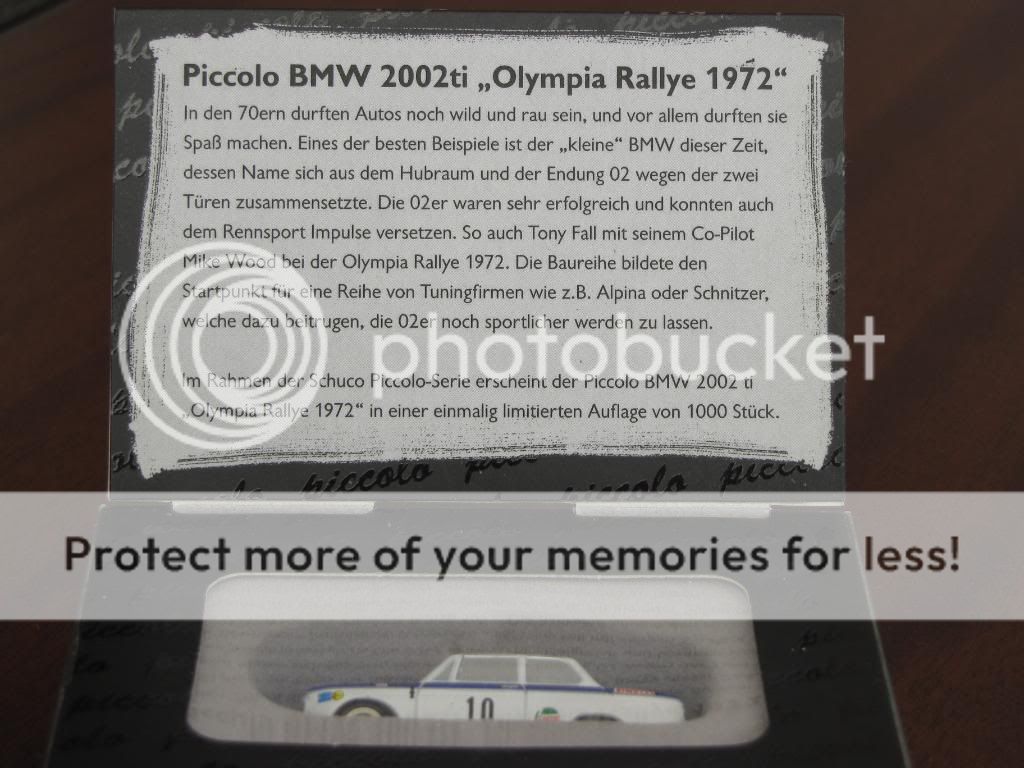 Piccolo BMW 2002ti „Olympia Rallye 1972“
In den 70ern durften Autos noch wild und rau sein, und vor allem durften sie
Spaß machen. Eines der besten Beispiele ist der „kleine“ BMW dieser Zeit,
dessen Name sich aus dem Hubraum und der Endung 02 wegen der zwei
Türen zusammensetzte. Die 02er waren sehr erfolgreich und konnten auch
dem Rennsport Impulse versetzen. So auch Tony Fall mit seinem Co-Pilot
Mike Wood bei der Olympia Rallye 1972. Die Baureihe bildete den
Startpunkt für eine Reihe von Tuningfirmen wie z.B. Alpina oder Schnitzer,
welche dazu beitrugen, die 02er noch sportlicher werden zu lassen.
photobucket
Im Rahmen der Schuco Piccolo-Serie erscheint der Piccolo BMW 2002 ti
„Olympia Rallye 1972“ in einer einmalig limitierten Auflage von 1000 Stück.
piccolo piccolo piccolo
Protect more of your memories for less!
10